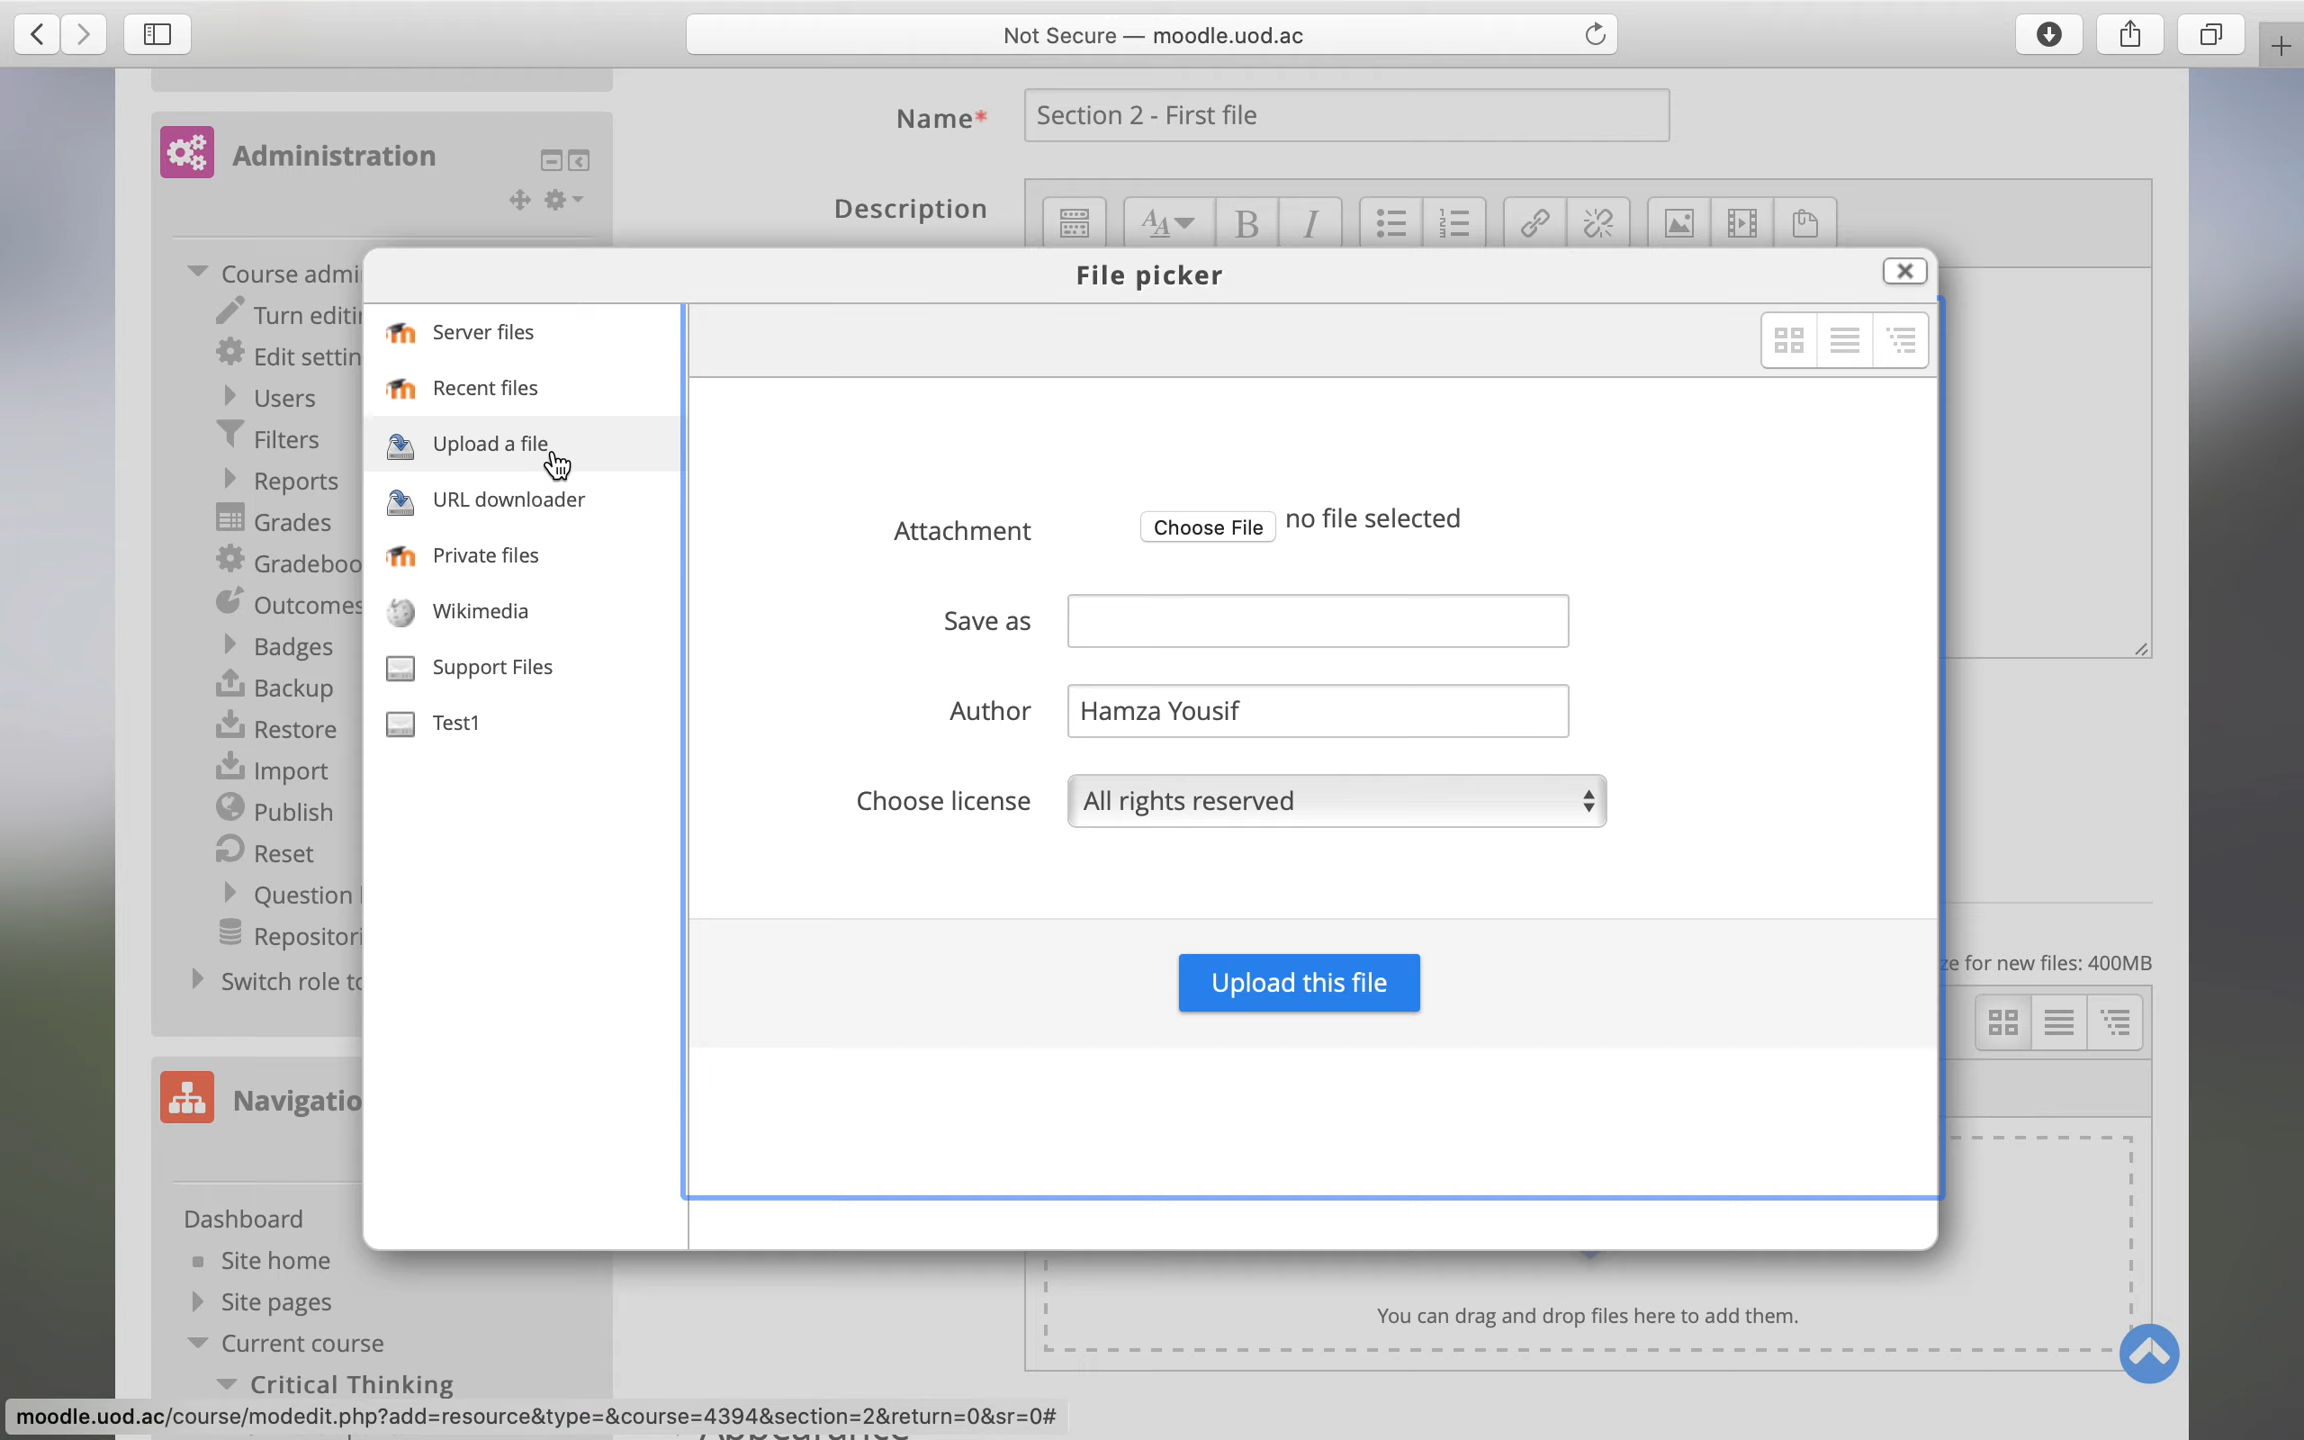 Not Secure — moodle.uod.ac
Name*
Section 2 - First file
Administration
Description
File picker
Course admi
Turn editi
Edit settin
Users
Filters
Reports
Grades
Gradeboo
Outcomes
Badges
Backup
Restore
Import
Publish
Reset
Question
Repositori
Switch role to
Server files
Recent files
Upload a file
URL downloader
Private files
Wikimedia
Support Files
Test1
Attachment
Choose File no file selected
Save as
Author
Hamza Yousif
Choose license
All rights reserved
Upload this file
ze for new files: 400MB
Navigatio
Dashboard
Site home
Site pages
Current course
Critical Thinking
You can drag and drop files here to add them.
moodle.uod.ac/course/modedit.php?add=resource&type=&course=4394&section=2&return=0&sr=0#